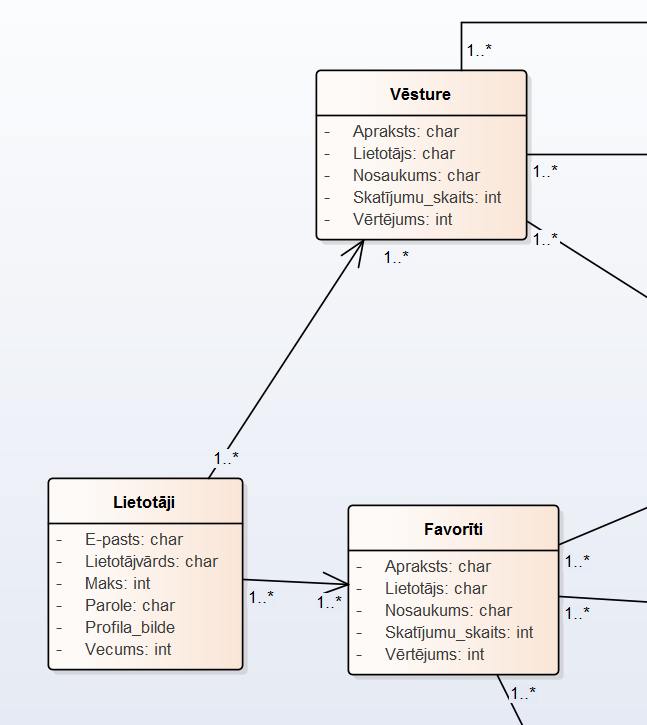 1..*
Vēsture
- Apraksts: char
- Lietotājs: char
- Nosaukums: char
- Skatījumu_skaits: int
- Vērtējums: int
1..*
1..*
1..*
1..*
Lietotāji
- E-pasts: char
- Lietotājvārds: char
- Maks: int
- Parole: char
- Profila_bilde
- Vecums: int
1..*
1..*
Favorīti
- Apraksts: char
- Lietotājs: char
- Nosaukums: char
- Skatījumu_skaits: int
- Vērtējums: int
1..*
1..*
1..*